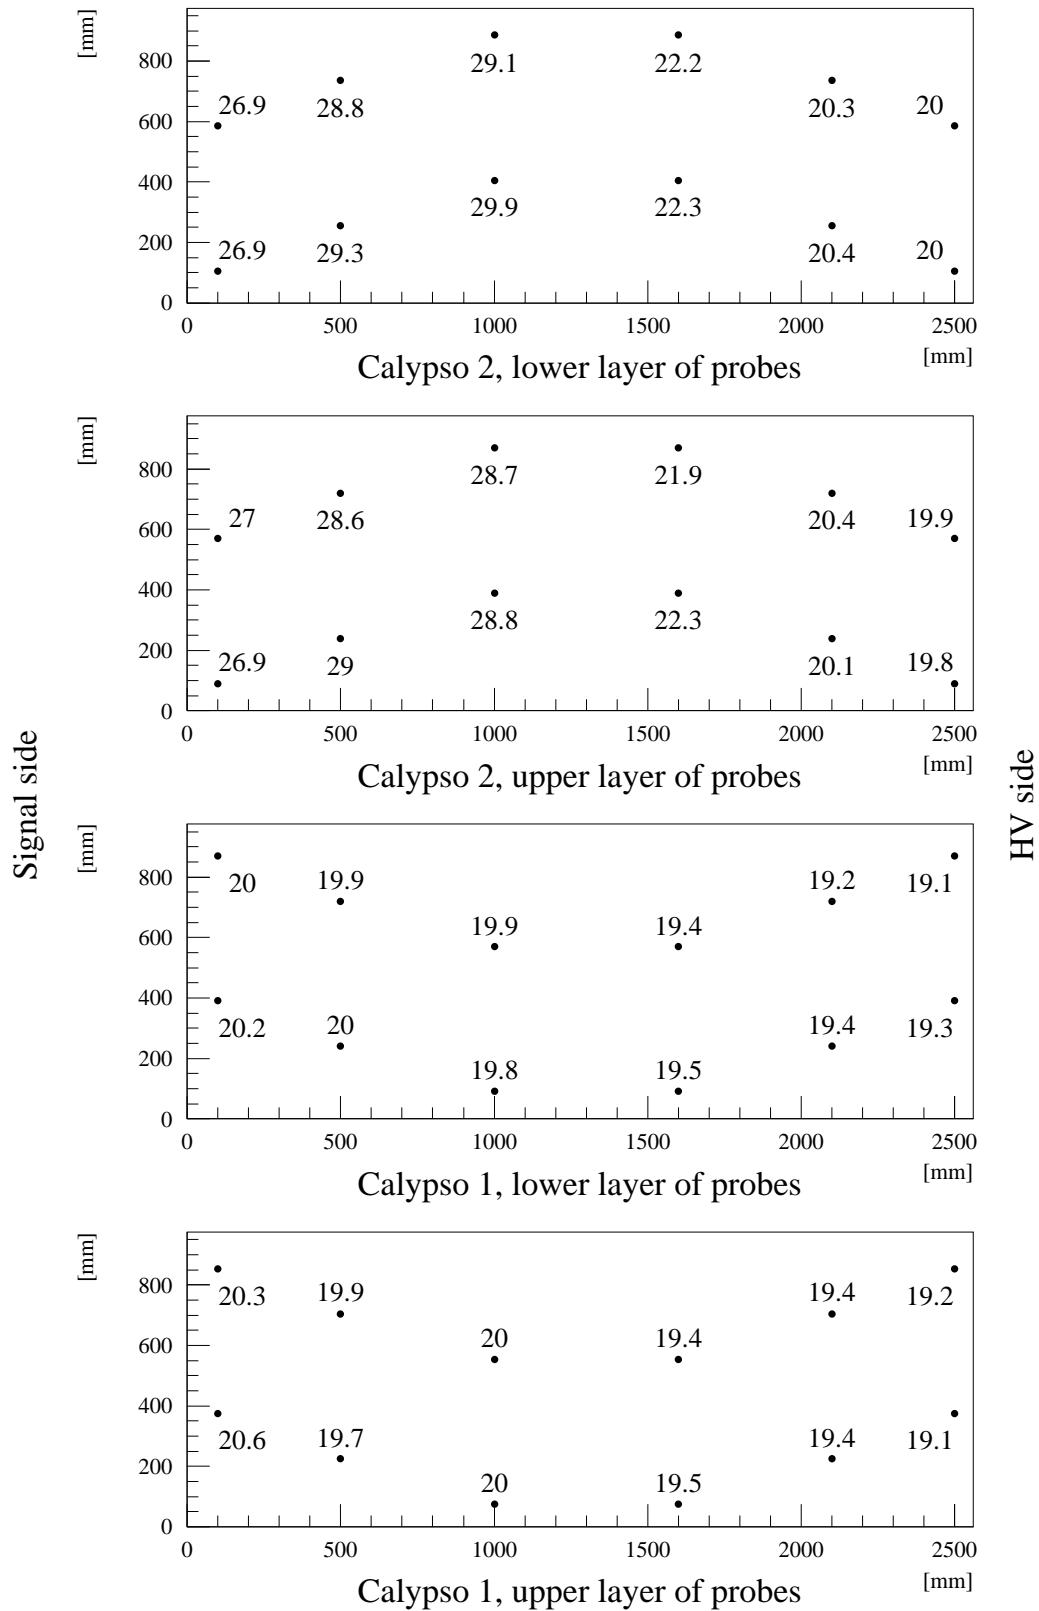 [mm]
29.1 22.2
800
28.8 20.3
26.9 20
600
400
29.9 22.3
29.3 20.4
26.9 20
200
0
0 500 1000 1500 2000 2500
[mm]
Calypso 2, lower layer of probes
[mm]
800
28.7 21.9
28.6 20.4
27 19.9
600
400
28.8 22.3
29 20.1
26.9 19.8
200
0
0 500 1000 1500 2000 2500
[mm]
Calypso 2, upper layer of probes
Signal side
HV side
[mm]
800
20 19.9 19.2 19.1
19.9 19.4
600
400
20.2 20 19.4 19.3
200
19.8 19.5
0
0 500 1000 1500 2000 2500
[mm]
Calypso 1, lower layer of probes
[mm]
800
20.3 19.9 19.4 19.2
20 19.4
600
400
20.6 19.7 19.4 19.1
200
20 19.5
0
0 500 1000 1500 2000 2500
[mm]
Calypso 1, upper layer of probes